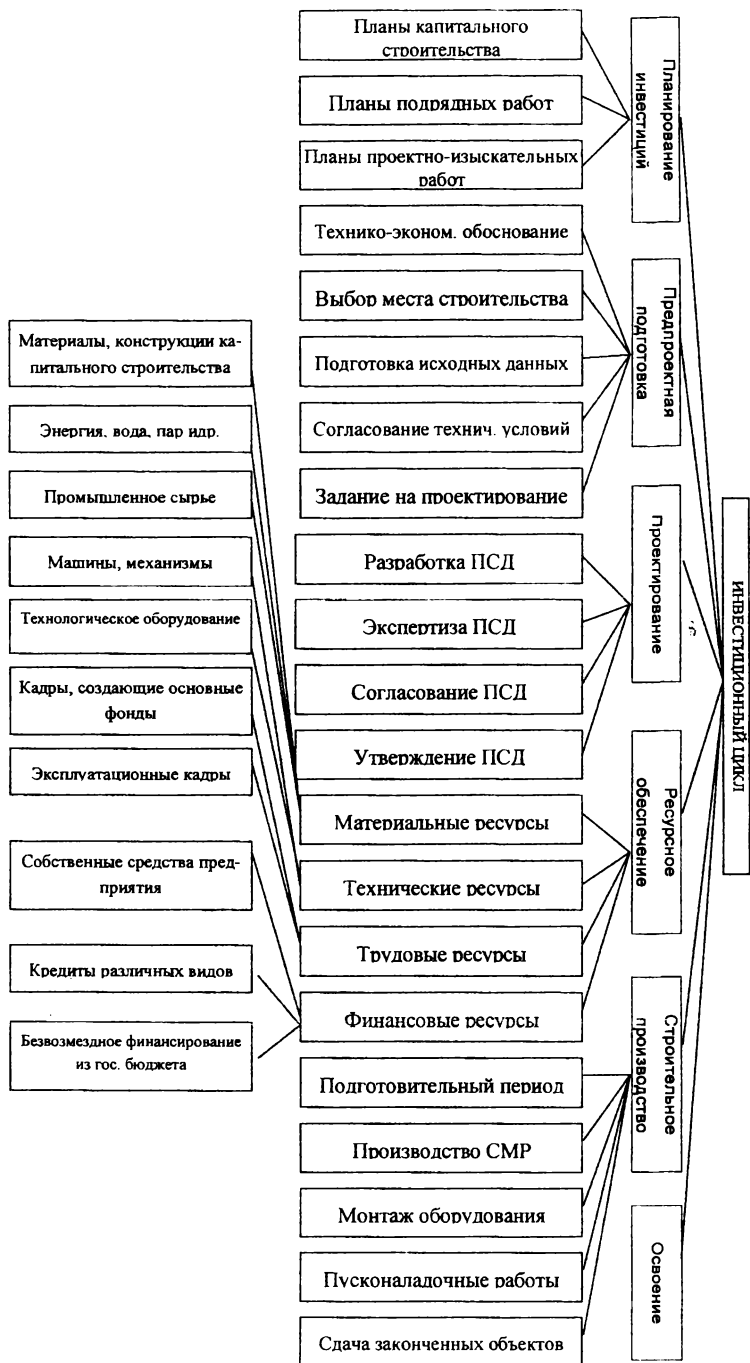 ИНВЕСТИЦИОННЫЙ ЦИКЛ
Планирование
инвестиций
Планы капитального
строительства
Планы подрядных работ
Планы проектно-изыскательных
работ
Предпроектная
подготовка
Технико-эконом. обоснование
Выбор места строительства
Подготовка исходных данных
Согласование технич. условий
Задание на проектирование
Проектирование
Разработка ПСД
Экспертиза ПСД
Согласование ПСД
Утверждение ПСД
Ресурсное
обеспечение
Материальные ресурсы
Технические ресурсы
Трудовые ресурсы
Финансовые ресурсы
Материалы, конструкции ка-
питального строительства
Энергия, вода, пар идр.
Промышленное сырье
Машины, механизмы
Технологическое оборудование
Кадры, создающие основные
фонды
Эксплуатационные кадры
Собственные средства пред-
приятия
Кредиты различных видов
Безвозмездное финансирование
из гос. бюджета
Строительное
производство
Подготовительный период
Производство СМР
Монтаж оборудования
Пусконаладочные работы
Сдача законченных объектов
Освоение